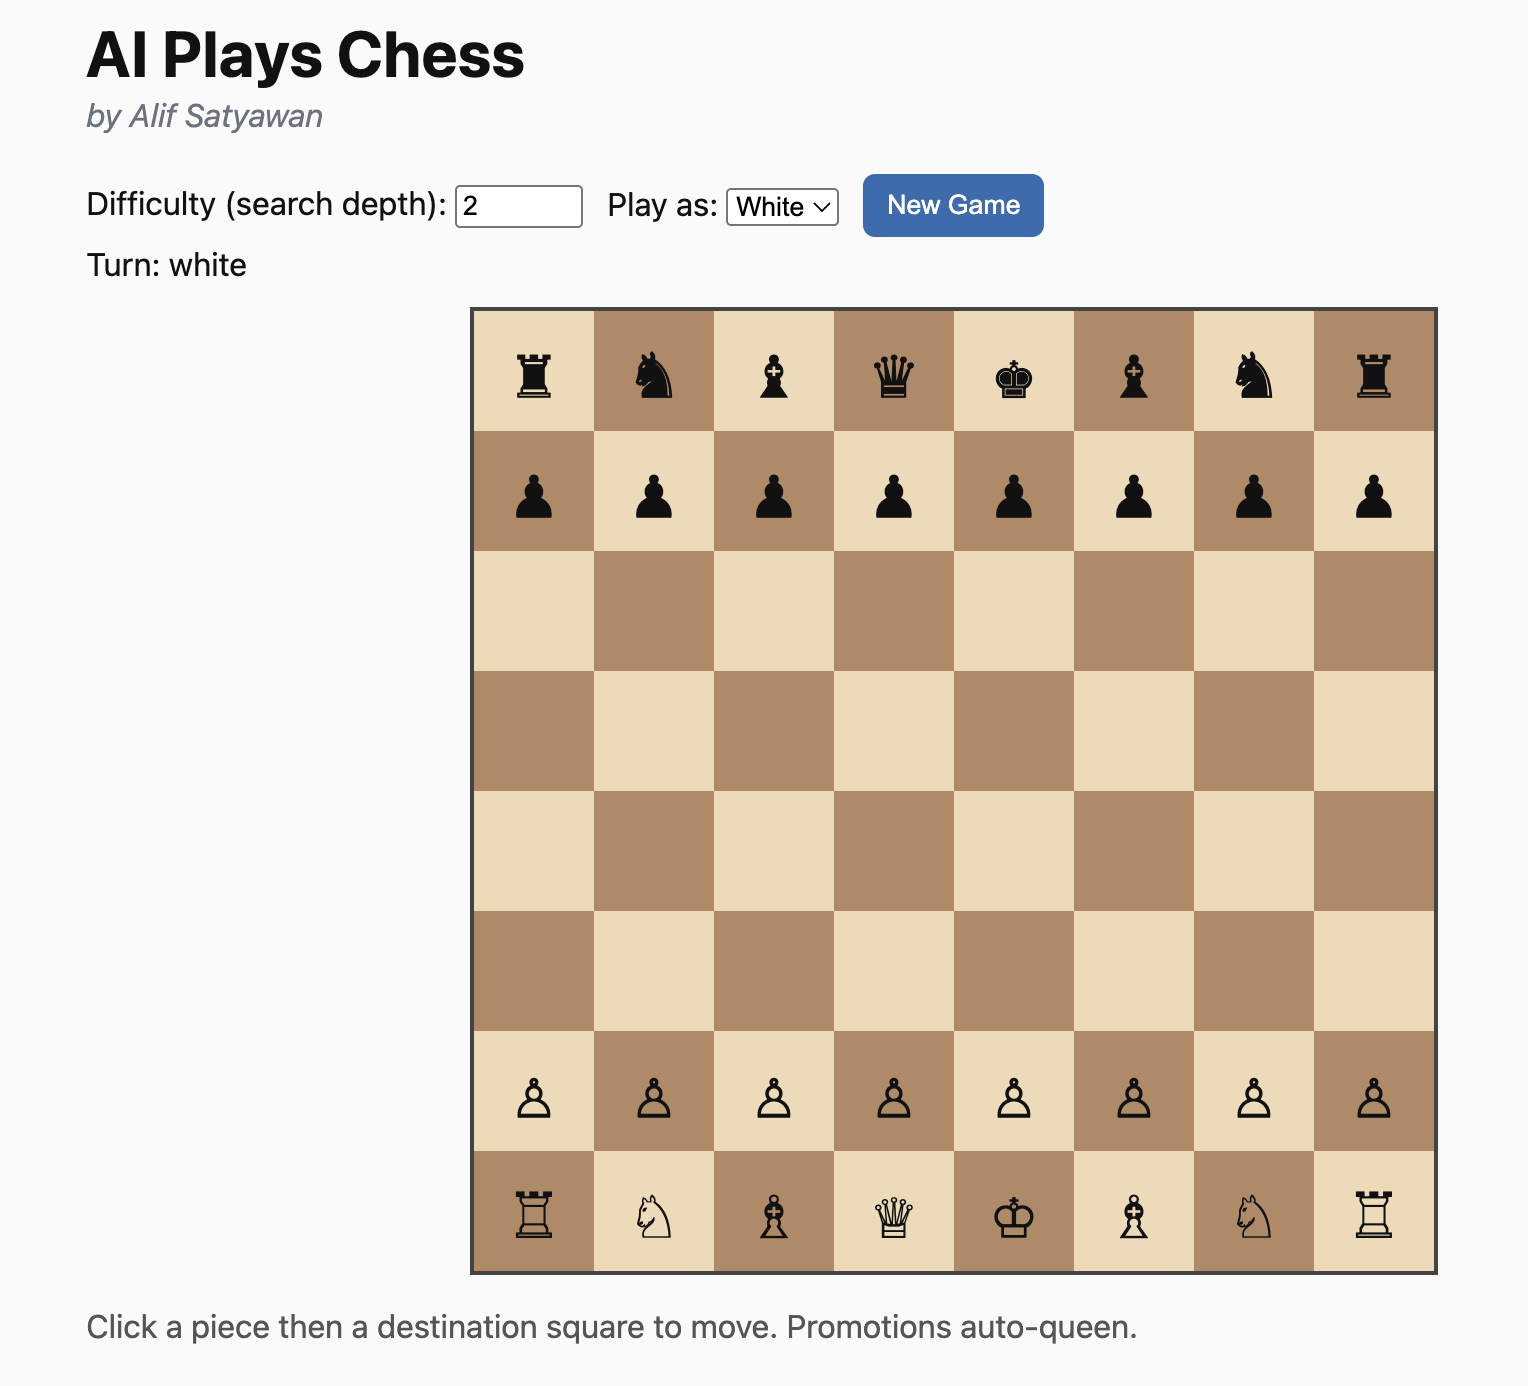 AI Plays Chess
by Alif Satyawan
Difficulty (search depth): 2 Play as: White New Game
Turn: white
Click a piece then a destination square to move. Promotions auto-queen.